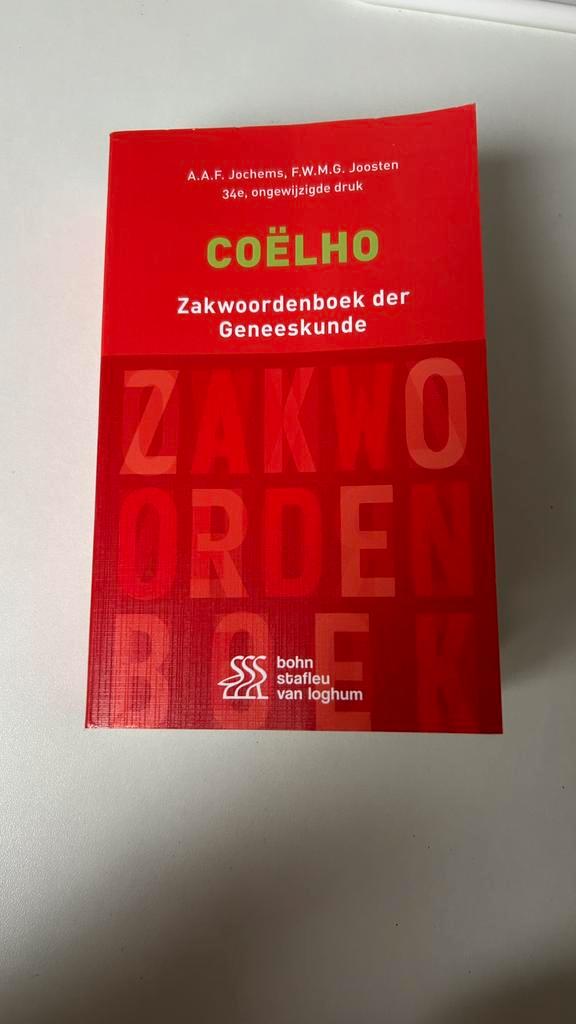 A.A.F. Jochems, F.W.M.G. Joosten
34e, ongewijzigde druk
COËLHO
Zakwoordenboek der
Geneeskunde
ZAKWO
ORDEN
BOEK
bohn
stafleu
van loghum